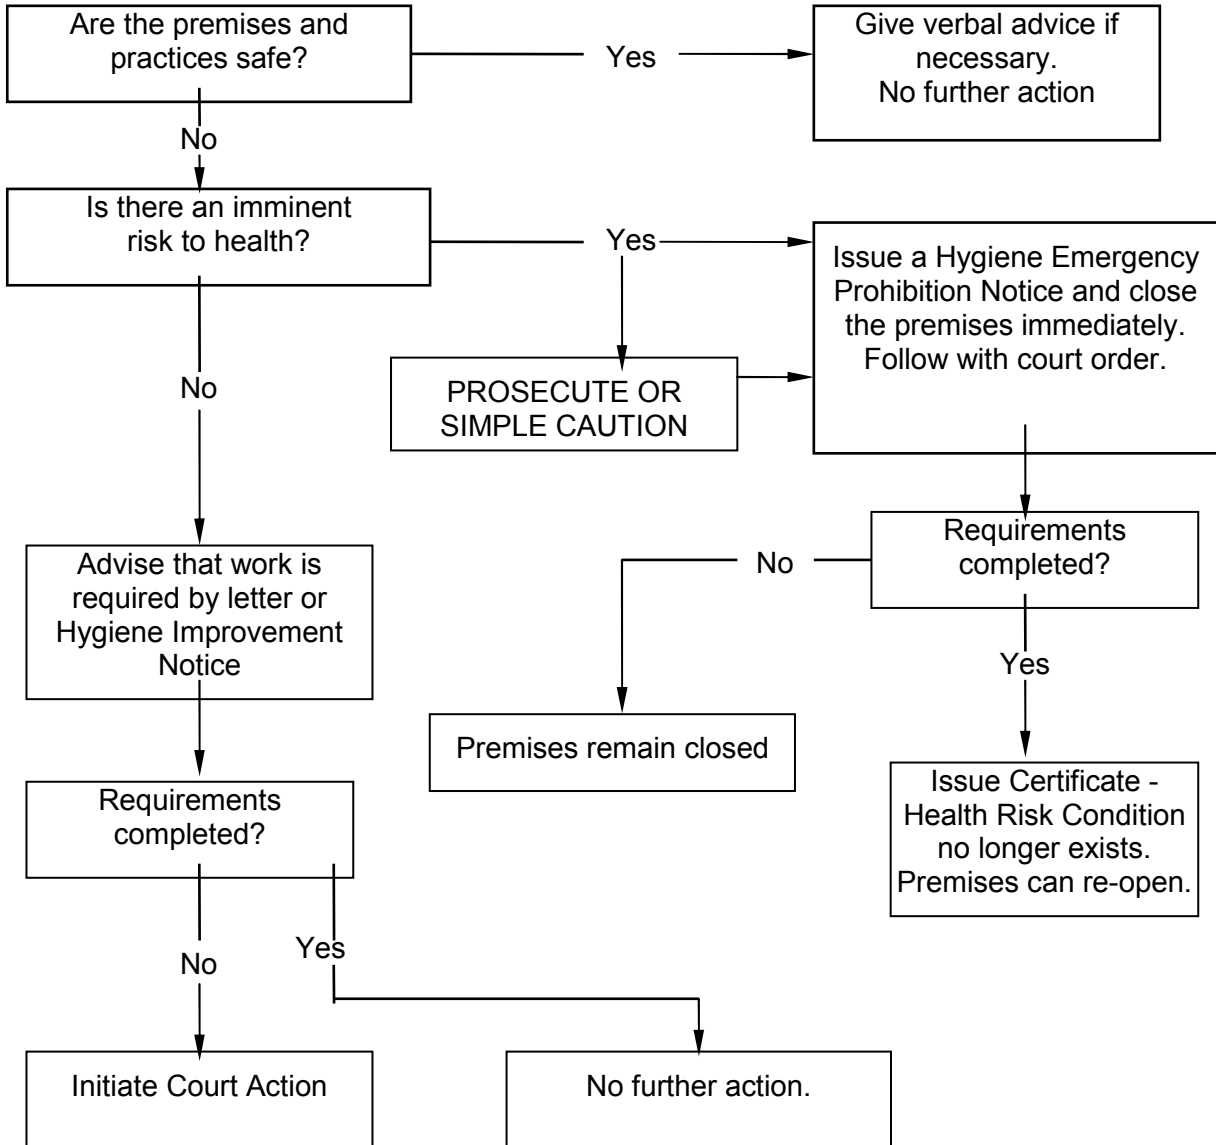 Are the premises and
practices safe?
Yes
Give verbal advice if
necessary.
No further action
No
Is there an imminent
risk to health?
Yes
Issue a Hygiene Emergency
Prohibition Notice and close
the premises immediately.
Follow with court order.
PROSECUTE OR
SIMPLE CAUTION
No
Requirements
completed?
No
Premises remain closed
Yes
Issue Certificate -
Health Risk Condition
no longer exists.
Premises can re-open.
Advise that work is
required by letter or
Hygiene Improvement
Notice
Requirements
completed?
No
Yes
Initiate Court Action
No further action.